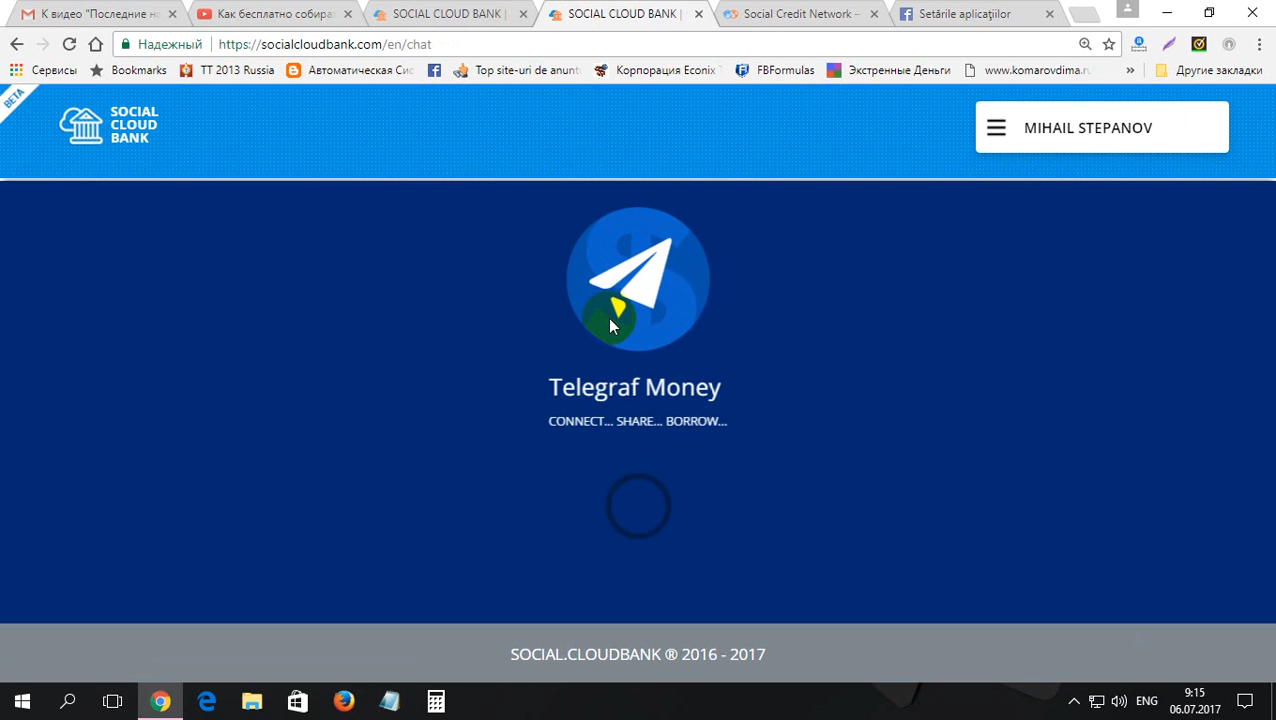 К видео "Последние но
Как бесплатно собира
SOCIAL CLOUD BANK |
SOCIAL CLOUD BANK |
Social Credit Network –
Setările aplicaţiilor
Надежный
https://socialcloudbank.com/en/chat
Сервисы
Bookmarks
TT 2013 Russia
Автоматическая Сис
Top site-uri de anunt
Корпорация Econix
FBFormulas
Экстренные Деньги
www.komarovdima.ru
»
Другие закладки
BETA
SOCIAL
CLOUD
BANK
MIHAIL STEPANOV
Telegraf Money
CONNECT... SHARE... BORROW...
SOCIAL.CLOUDBANK ® 2016 - 2017
ENG
9:15
06.07.2017